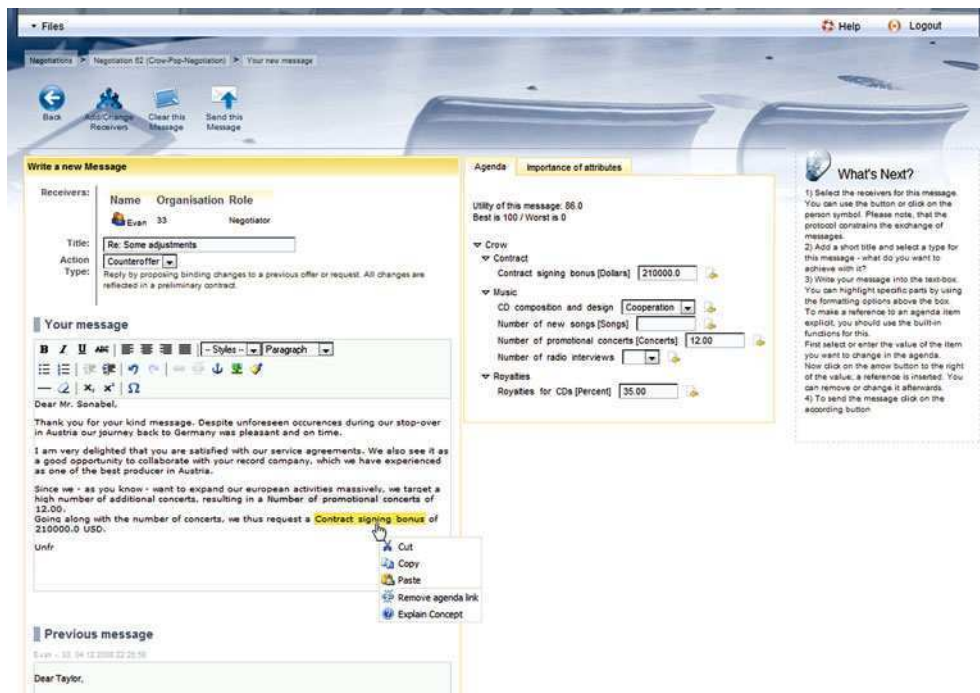 Files
Help
Logout
Negotiations > Negotiation 62 (Crow-Pop-Negotiation) > Your new message
Back
Add/Change Receivers
Clear this Message
Send this Message
Write a new Message
Receivers:
Name Organisation Role
Evan 33 Negotiator
Title: Re: Some adjustments
Action Type: Counteroffer
Reply by proposing binding changes to a previous offer or request. All changes are
reflected in a preliminary contract.
Your message
B I U ABC - Styles - Paragraph
x, x² Ω
Dear Mr. Sonabel,
Thank you for your kind message. Despite unforeseen occurences during our stop-over
in Austria our journey back to Germany was pleasant and on time.
I am very delighted that you are satisfied with our service agreements. We also see it as
a good opportunity to collaborate with your record company, which we have experienced
as one of the best producer in Austria.
Since we - as you know - want to expand our european activities massively, we target a
high number of additional concerts, resulting in a Number of promotional concerts of
12.00.
Going along with the number of concerts, we thus request a Contract signing bonus of
210000.0 USD.
Unfr
Cut
Copy
Paste
Remove agenda link
Explain Concept
Previous message
Dear Taylor,
Agenda
Importance of attributes
Utility of this message: 86.0
Best is 100 / Worst is 0
Crow
Contract
Contract signing bonus [Dollars] 210000.0
Music
CD composition and design Cooperation
Number of new songs [Songs]
Number of promotional concerts [Concerts] 12.00
Number of radio interviews
Royalties
Royalties for CDs [Percent] 35.00
What's Next?
1) Select the receivers for this message.
You can use the button or click on the
person symbol. Please note, that the
protocol constrains the exchange of
messages.
2) Add a short title and select a type for
this message - what do you want to
achieve with it?
3) Write your message into the text-box.
You can highlight specific parts by using
the formatting options above the box.
To make a reference to an agenda item
explicit, you should use the built-in
functions for this.
First select or enter the value of the item
you want to change in the agenda.
Now click on the arrow button to the right
of the value; a reference is inserted. You
can remove or change it afterwards.
4) To send the message click on the
according button